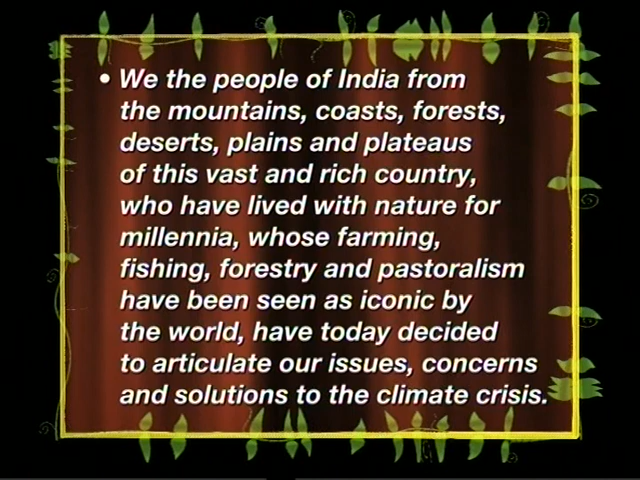 • We the people of India from
the mountains, coasts, forests,
deserts, plains and plateaus
of this vast and rich country,
who have lived with nature for
millennia, whose farming,
fishing, forestry and pastoralism
have been seen as iconic by
the world, have today decided
to articulate our issues, concerns
and solutions to the climate crisis.